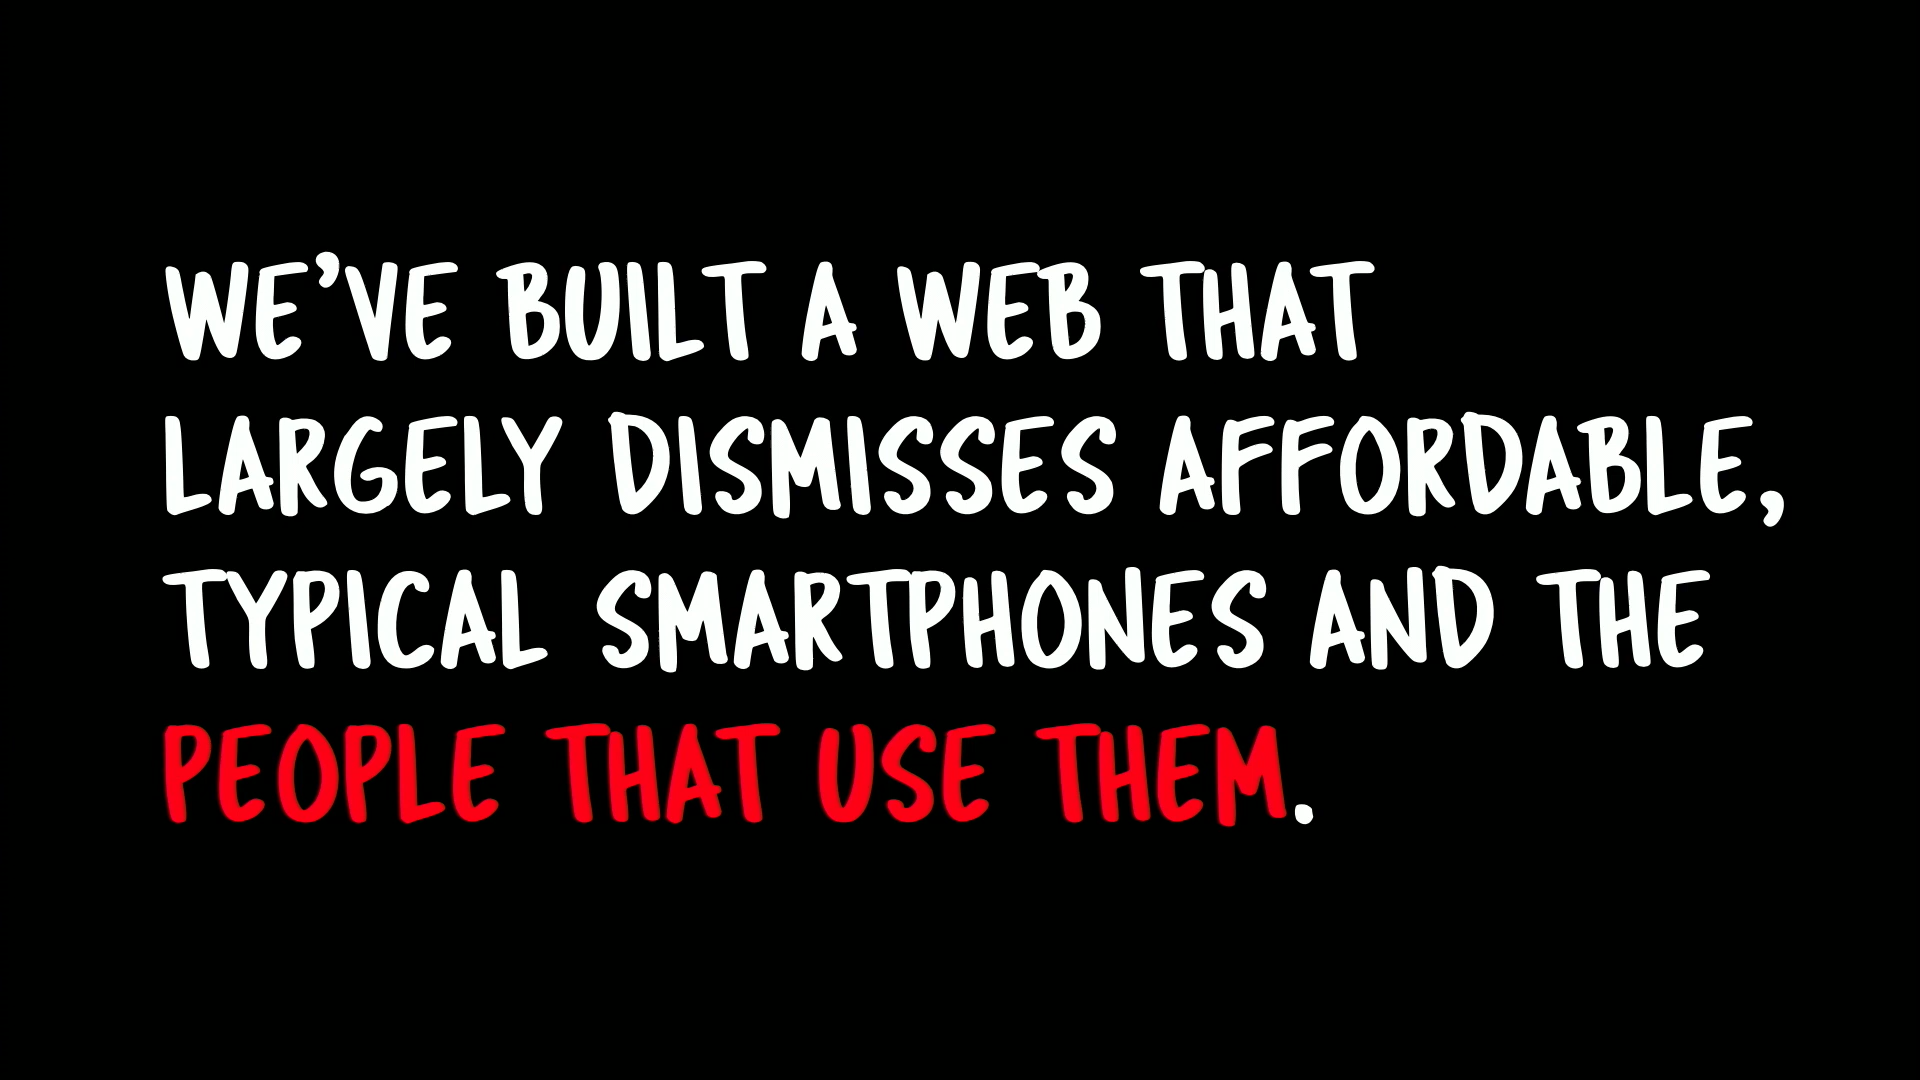 WE’VE BUILT A WEB THAT
LARGELY DISMISSES AFFORDABLE,
TYPICAL SMARTPHONES AND THE
PEOPLE THAT USE THEM.